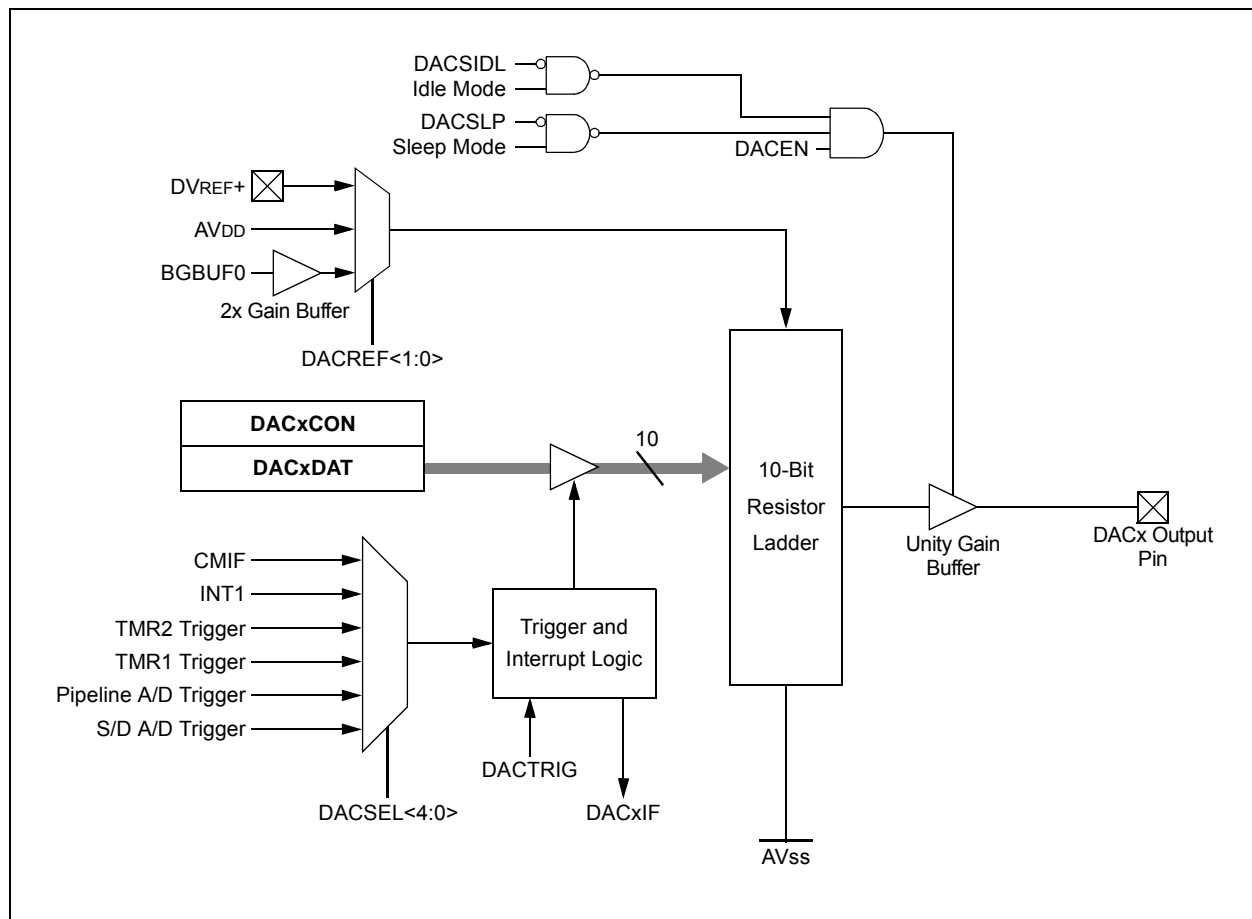 DACSIDL
Idle Mode
DACSLP
Sleep Mode
DACEN
DVREF+
AVDD
BGBUF0
2x Gain Buffer
DACREF<1:0>
DACxCON
DACxDAT
10
10-Bit
Resistor
Ladder
Unity Gain
Buffer
DACx Output
Pin
CMIF
INT1
TMR2 Trigger
TMR1 Trigger
Pipeline A/D Trigger
S/D A/D Trigger
Trigger and
Interrupt Logic
DACTRIG
DACSEL<4:0>
DACxIF
AVss